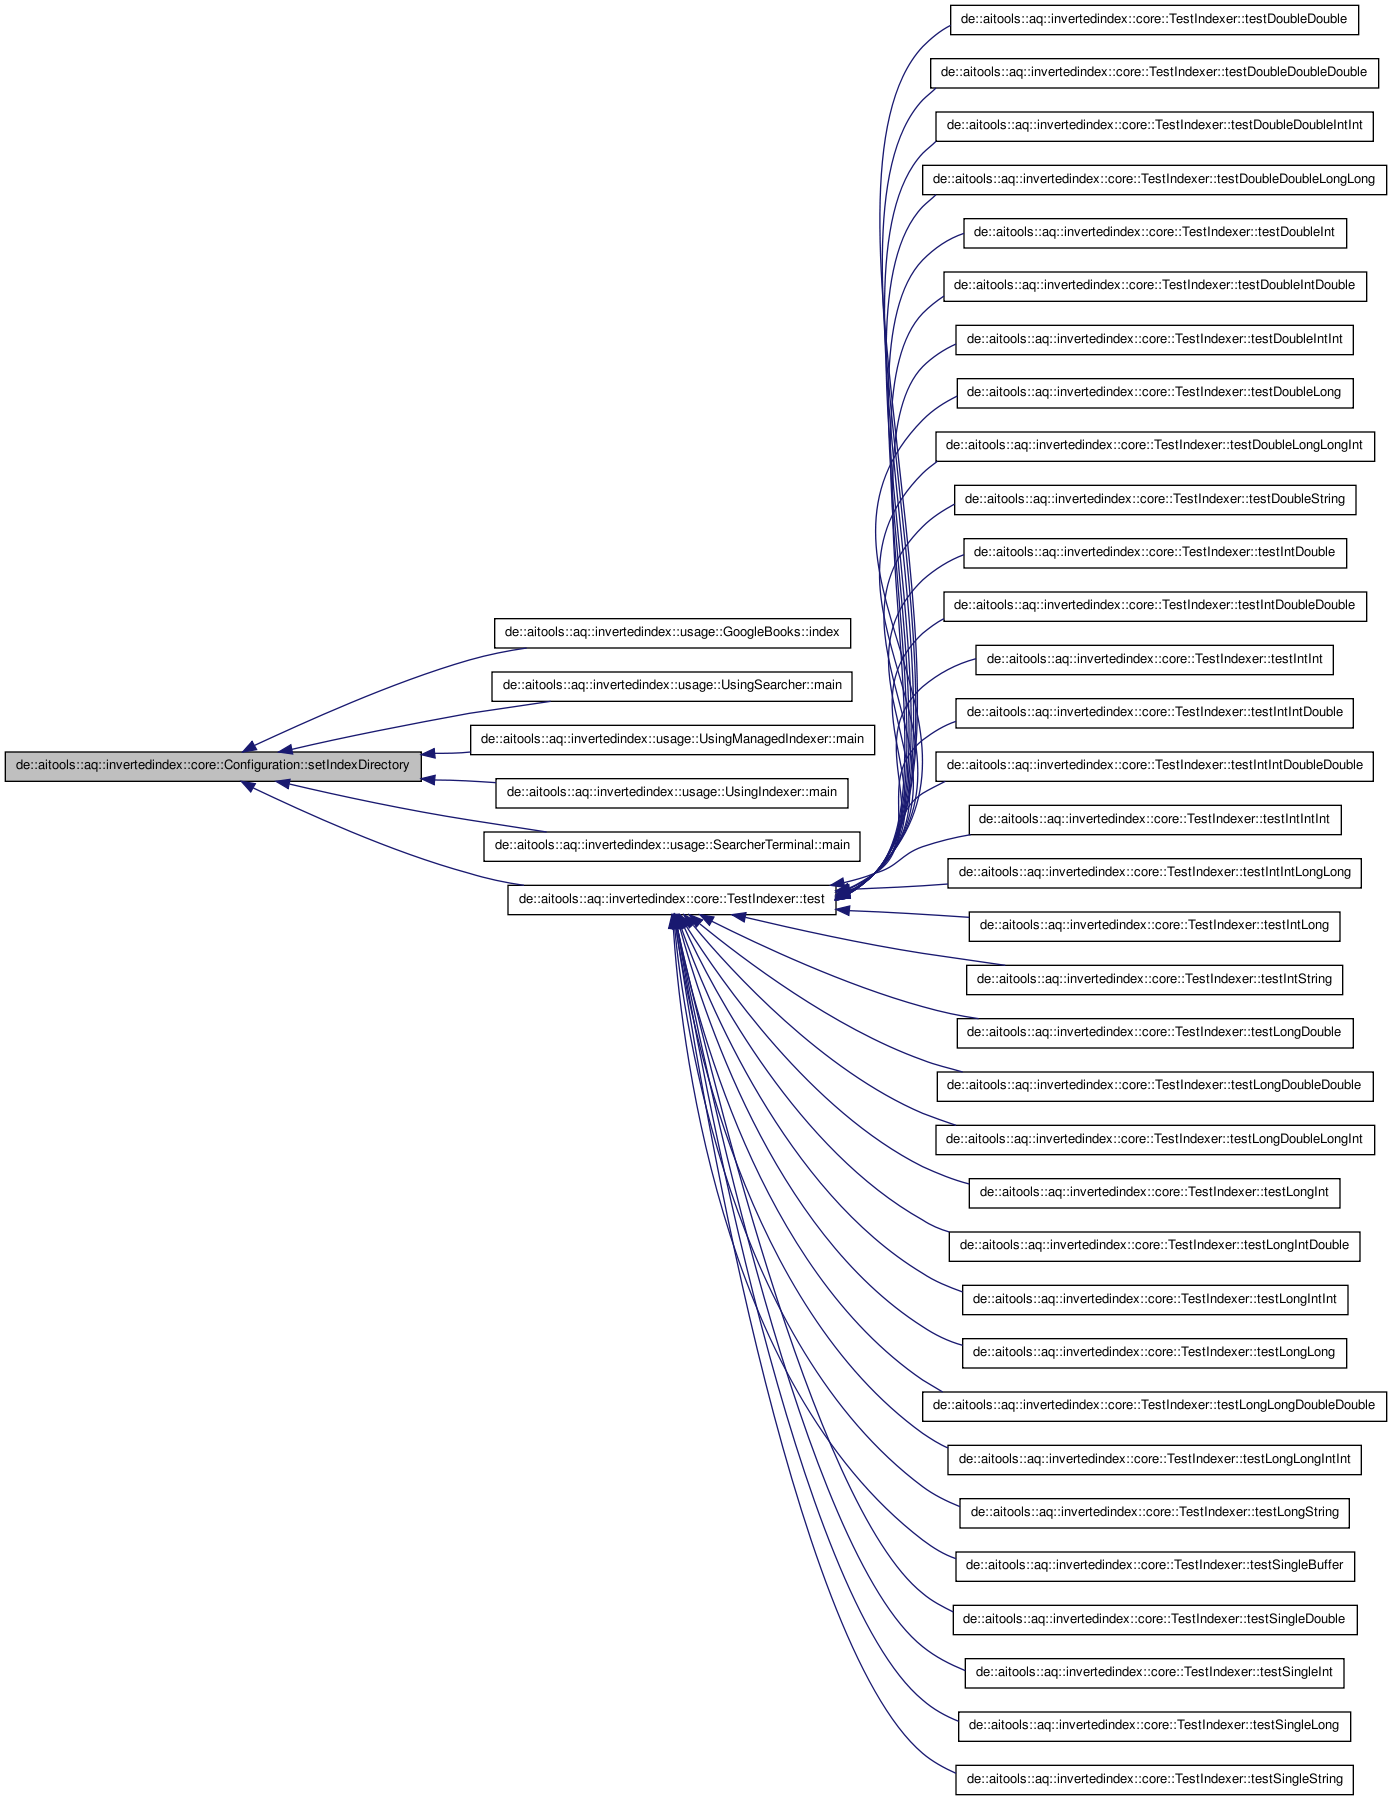 de::aitools::aq::invertedindex::core::TestIndexer::testDoubleDouble
de::aitools::aq::invertedindex::core::TestIndexer::testDoubleDoubleDouble
de::aitools::aq::invertedindex::core::TestIndexer::testDoubleDoubleIntInt
de::aitools::aq::invertedindex::core::TestIndexer::testDoubleDoubleLongLong
de::aitools::aq::invertedindex::core::TestIndexer::testDoubleInt
de::aitools::aq::invertedindex::core::TestIndexer::testDoubleIntDouble
de::aitools::aq::invertedindex::core::TestIndexer::testDoubleIntInt
de::aitools::aq::invertedindex::core::TestIndexer::testDoubleLong
de::aitools::aq::invertedindex::core::TestIndexer::testDoubleLongLongInt
de::aitools::aq::invertedindex::core::TestIndexer::testDoubleString
de::aitools::aq::invertedindex::core::TestIndexer::testIntDouble
de::aitools::aq::invertedindex::core::TestIndexer::testIntDoubleDouble
de::aitools::aq::invertedindex::usage::GoogleBooks::index
de::aitools::aq::invertedindex::core::TestIndexer::testIntInt
de::aitools::aq::invertedindex::usage::UsingSearcher::main
de::aitools::aq::invertedindex::core::TestIndexer::testIntIntDouble
de::aitools::aq::invertedindex::usage::UsingManagedIndexer::main
de::aitools::aq::invertedindex::core::Configuration::setIndexDirectory
de::aitools::aq::invertedindex::core::TestIndexer::testIntIntDoubleDouble
de::aitools::aq::invertedindex::usage::UsingIndexer::main
de::aitools::aq::invertedindex::core::TestIndexer::testIntIntInt
de::aitools::aq::invertedindex::usage::SearcherTerminal::main
de::aitools::aq::invertedindex::core::TestIndexer::testIntIntLongLong
de::aitools::aq::invertedindex::core::TestIndexer::test
de::aitools::aq::invertedindex::core::TestIndexer::testIntLong
de::aitools::aq::invertedindex::core::TestIndexer::testIntString
de::aitools::aq::invertedindex::core::TestIndexer::testLongDouble
de::aitools::aq::invertedindex::core::TestIndexer::testLongDoubleDouble
de::aitools::aq::invertedindex::core::TestIndexer::testLongDoubleLongInt
de::aitools::aq::invertedindex::core::TestIndexer::testLongInt
de::aitools::aq::invertedindex::core::TestIndexer::testLongIntDouble
de::aitools::aq::invertedindex::core::TestIndexer::testLongIntInt
de::aitools::aq::invertedindex::core::TestIndexer::testLongLong
de::aitools::aq::invertedindex::core::TestIndexer::testLongLongDoubleDouble
de::aitools::aq::invertedindex::core::TestIndexer::testLongLongIntInt
de::aitools::aq::invertedindex::core::TestIndexer::testLongString
de::aitools::aq::invertedindex::core::TestIndexer::testSingleBuffer
de::aitools::aq::invertedindex::core::TestIndexer::testSingleDouble
de::aitools::aq::invertedindex::core::TestIndexer::testSingleInt
de::aitools::aq::invertedindex::core::TestIndexer::testSingleLong
de::aitools::aq::invertedindex::core::TestIndexer::testSingleString